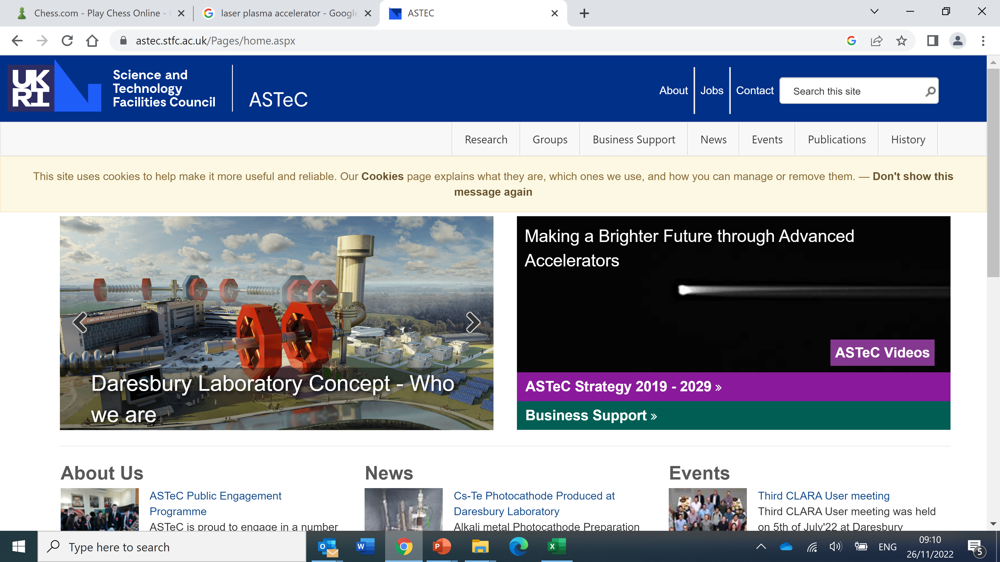 Chess.com - Play Chess Online -
laser plasma accelerator - Google
ASTEC
astec.stfc.ac.uk/Pages/home.aspx
UK
RI
Science and
Technology
Facilities Council
ASTeC
About
Jobs
Contact
Search this site
Research
Groups
Business Support
News
Events
Publications
History
This site uses cookies to help make it more useful and reliable. Our Cookies page explains what they are, which ones we use, and how you can manage or remove them. — Don't show this
message again
CANCER TREATMENT RESEARCH CENTRE
Electron Hall
Daresbury Laboratory Concept - Who
we are
Making a Brighter Future through Advanced
Accelerators
ASTeC Videos
ASTeC Strategy 2019 - 2029 »
Business Support »
About Us
ASTeC Public Engagement
Programme
ASTeC is proud to engage in a number
News
Cs-Te Photocathode Produced at
Daresbury Laboratory
Alkali metal Photocathode Preparation
Events
Third CLARA User meeting
Third CLARA User meeting was held
on 5th of July'22 at Daresbury
Type here to search
ENG
09:10
26/11/2022
5